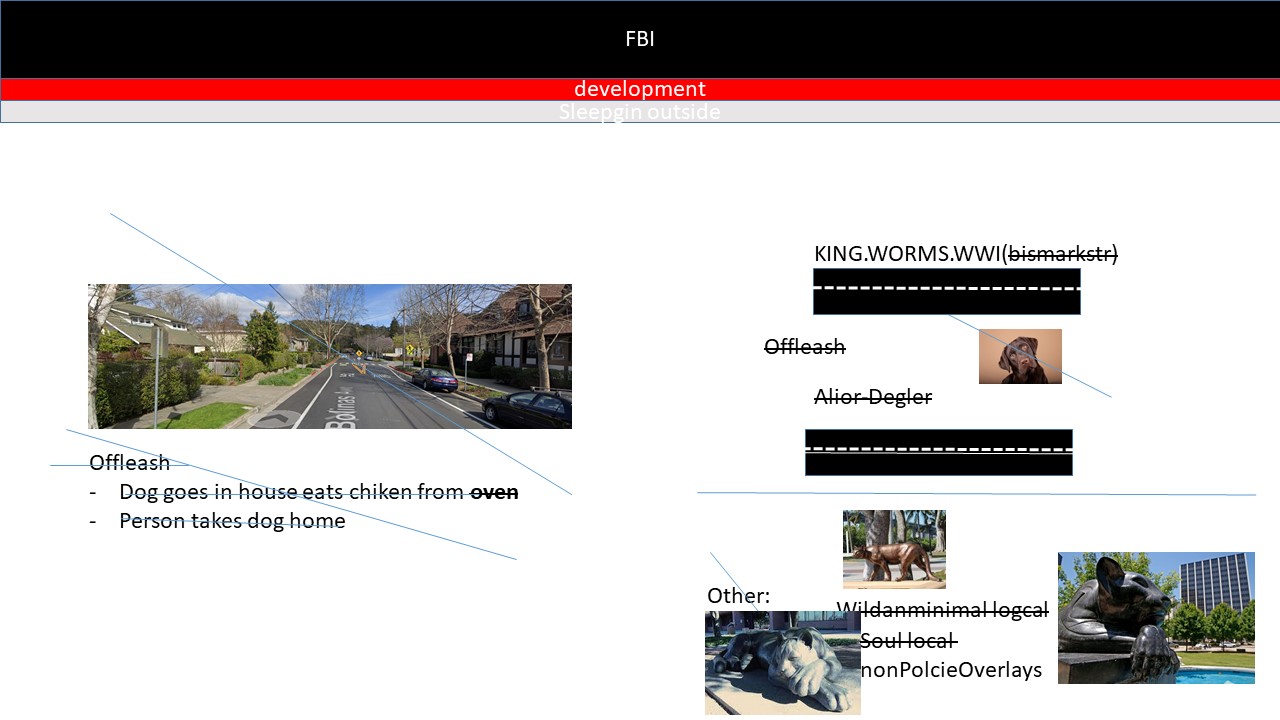 FBI
development
Sleepgin outside
Bolinas Ave
Offleash
- Dog goes in house eats chiken from oven
- Person takes dog home
KING.WORMS.WWI(bismarkstr)
Offleash
Alior-Degler
Other:
Wildanminimal logcal
Soul local
nonPolcieOverlays